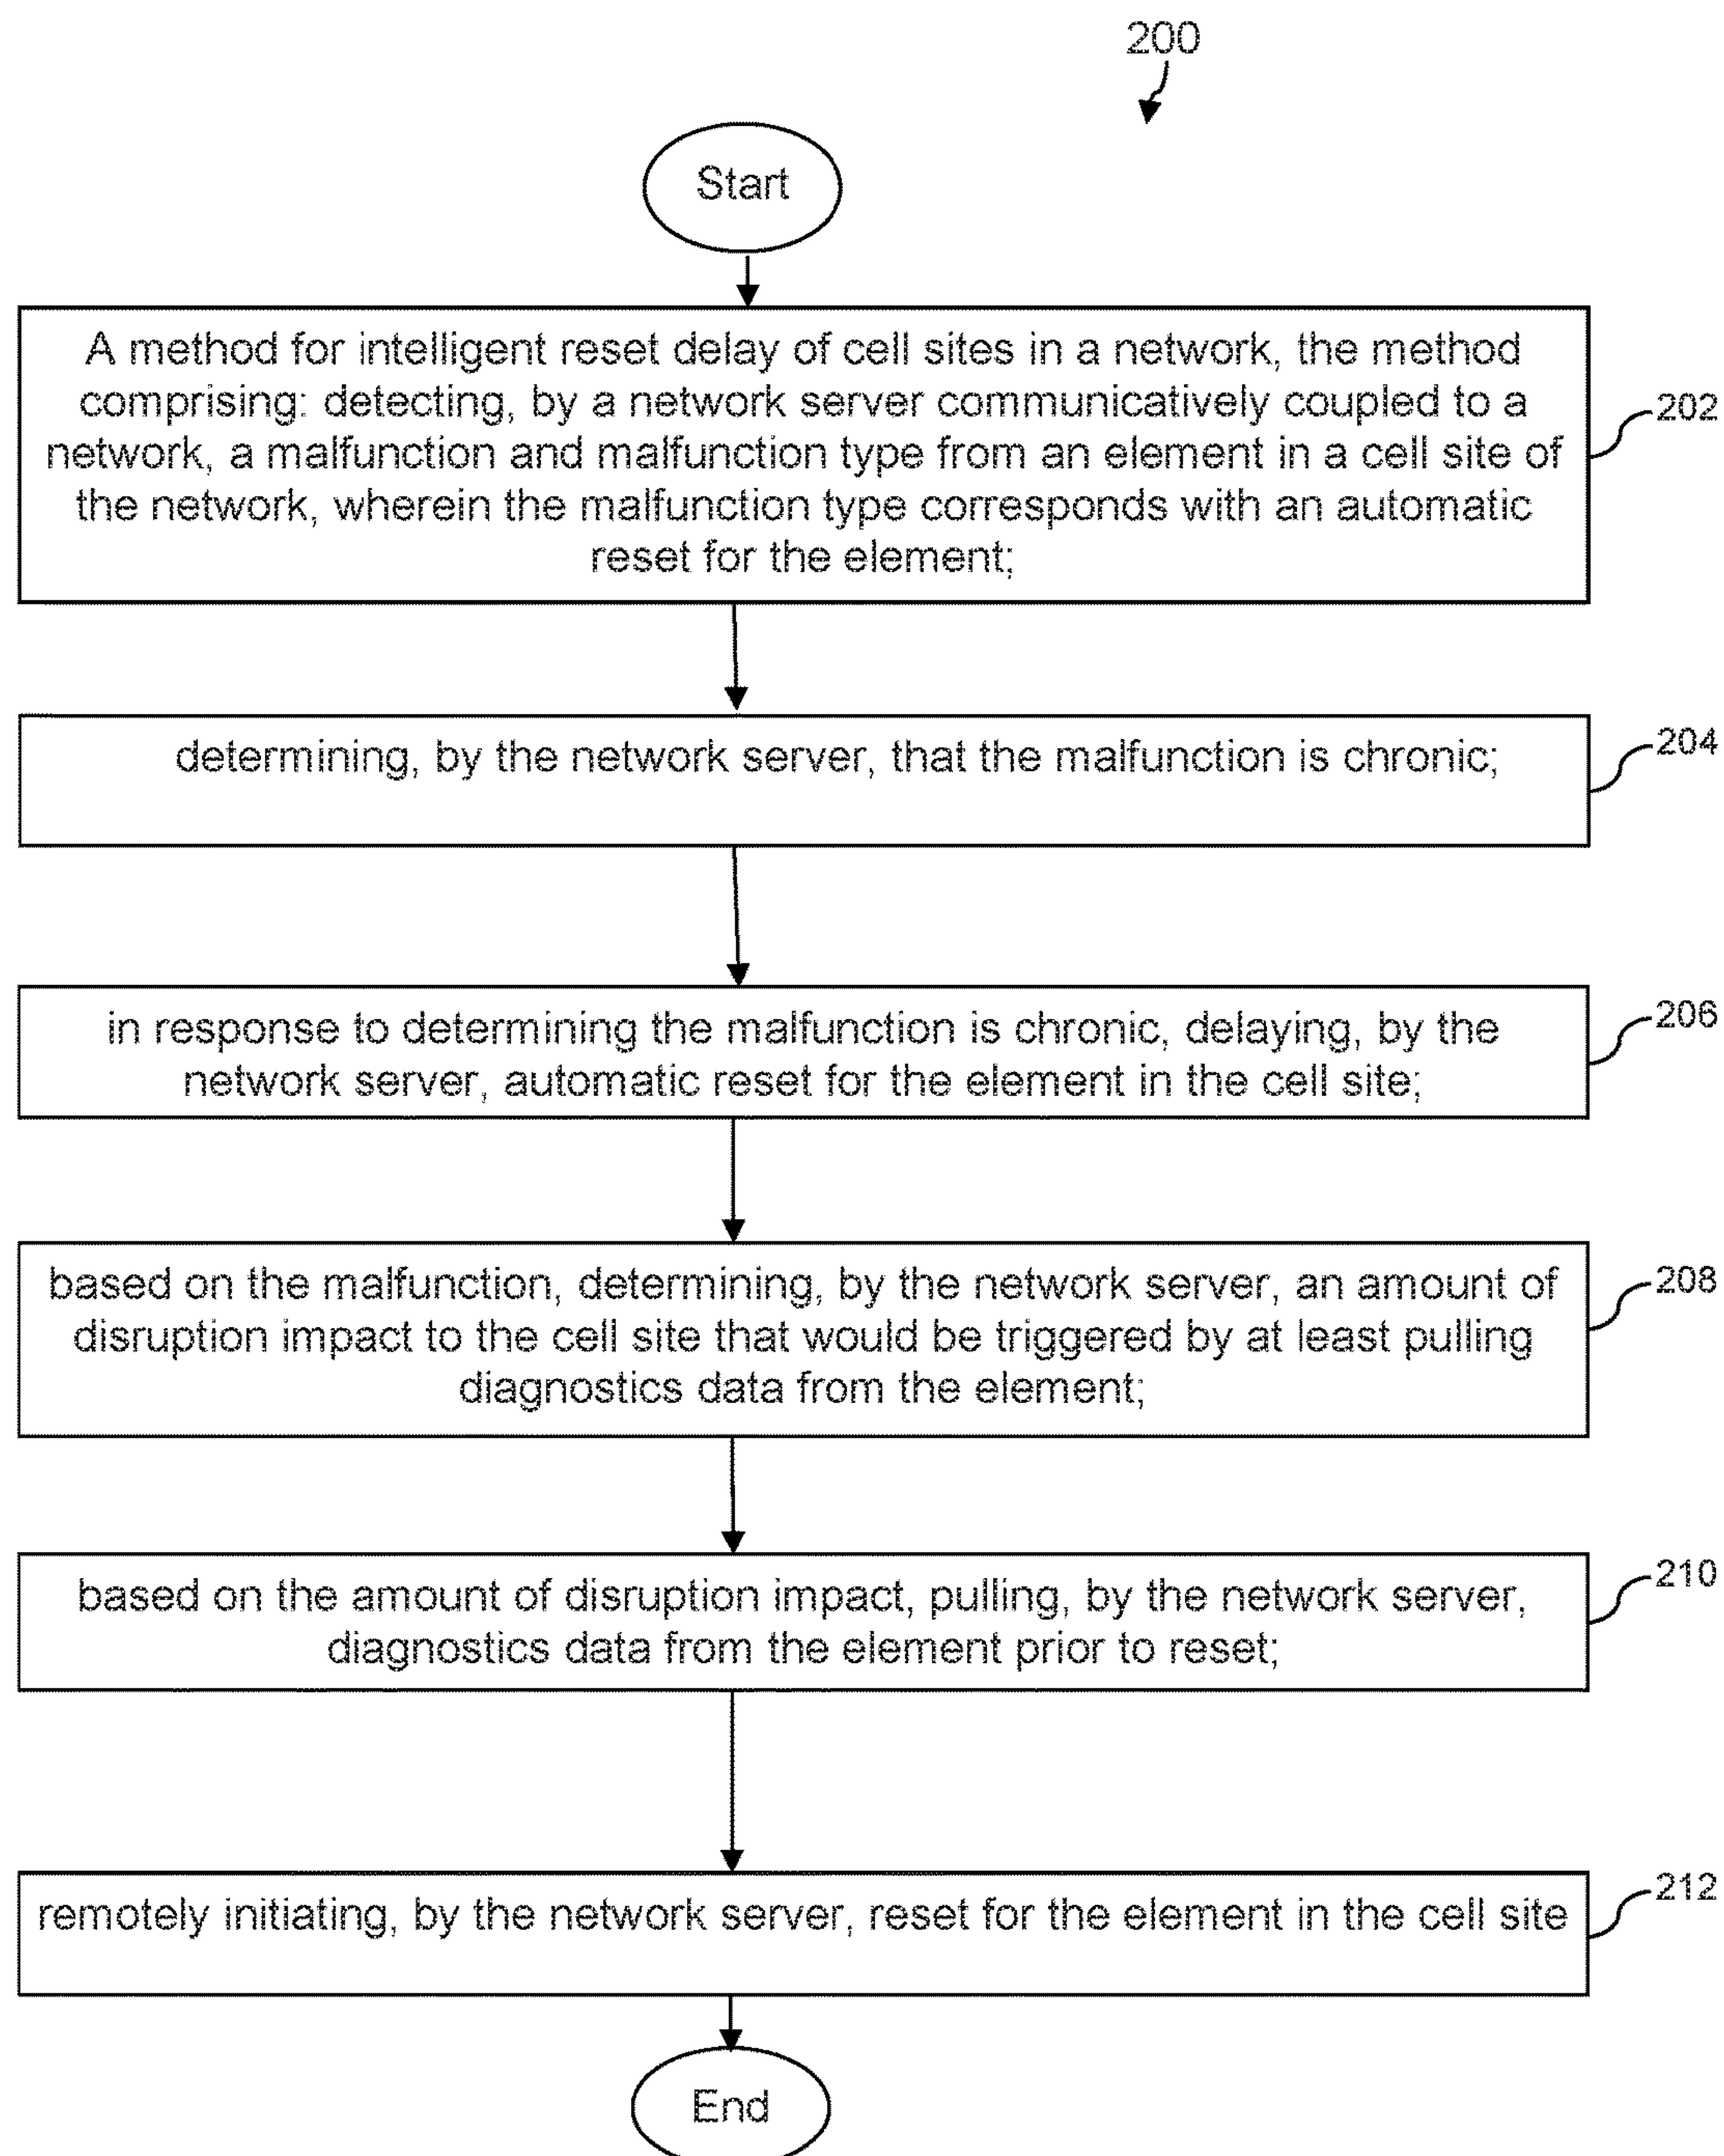 200
Start
A method for intelligent reset delay of cell sites in a network, the method
comprising: detecting, by a network server communicatively coupled to a
network, a malfunction and malfunction type from an element in a cell site of
the network, wherein the malfunction type corresponds with an automatic
reset for the element;
202
determining, by the network server, that the malfunction is chronic;
204
in response to determining the malfunction is chronic, delaying, by the
network server, automatic reset for the element in the cell site;
206
based on the malfunction, determining, by the network server, an amount of
disruption impact to the cell site that would be triggered by at least pulling
diagnostics data from the element;
208
based on the amount of disruption impact, pulling, by the network server,
diagnostics data from the element prior to reset;
210
remotely initiating, by the network server, reset for the element in the cell site
212
End